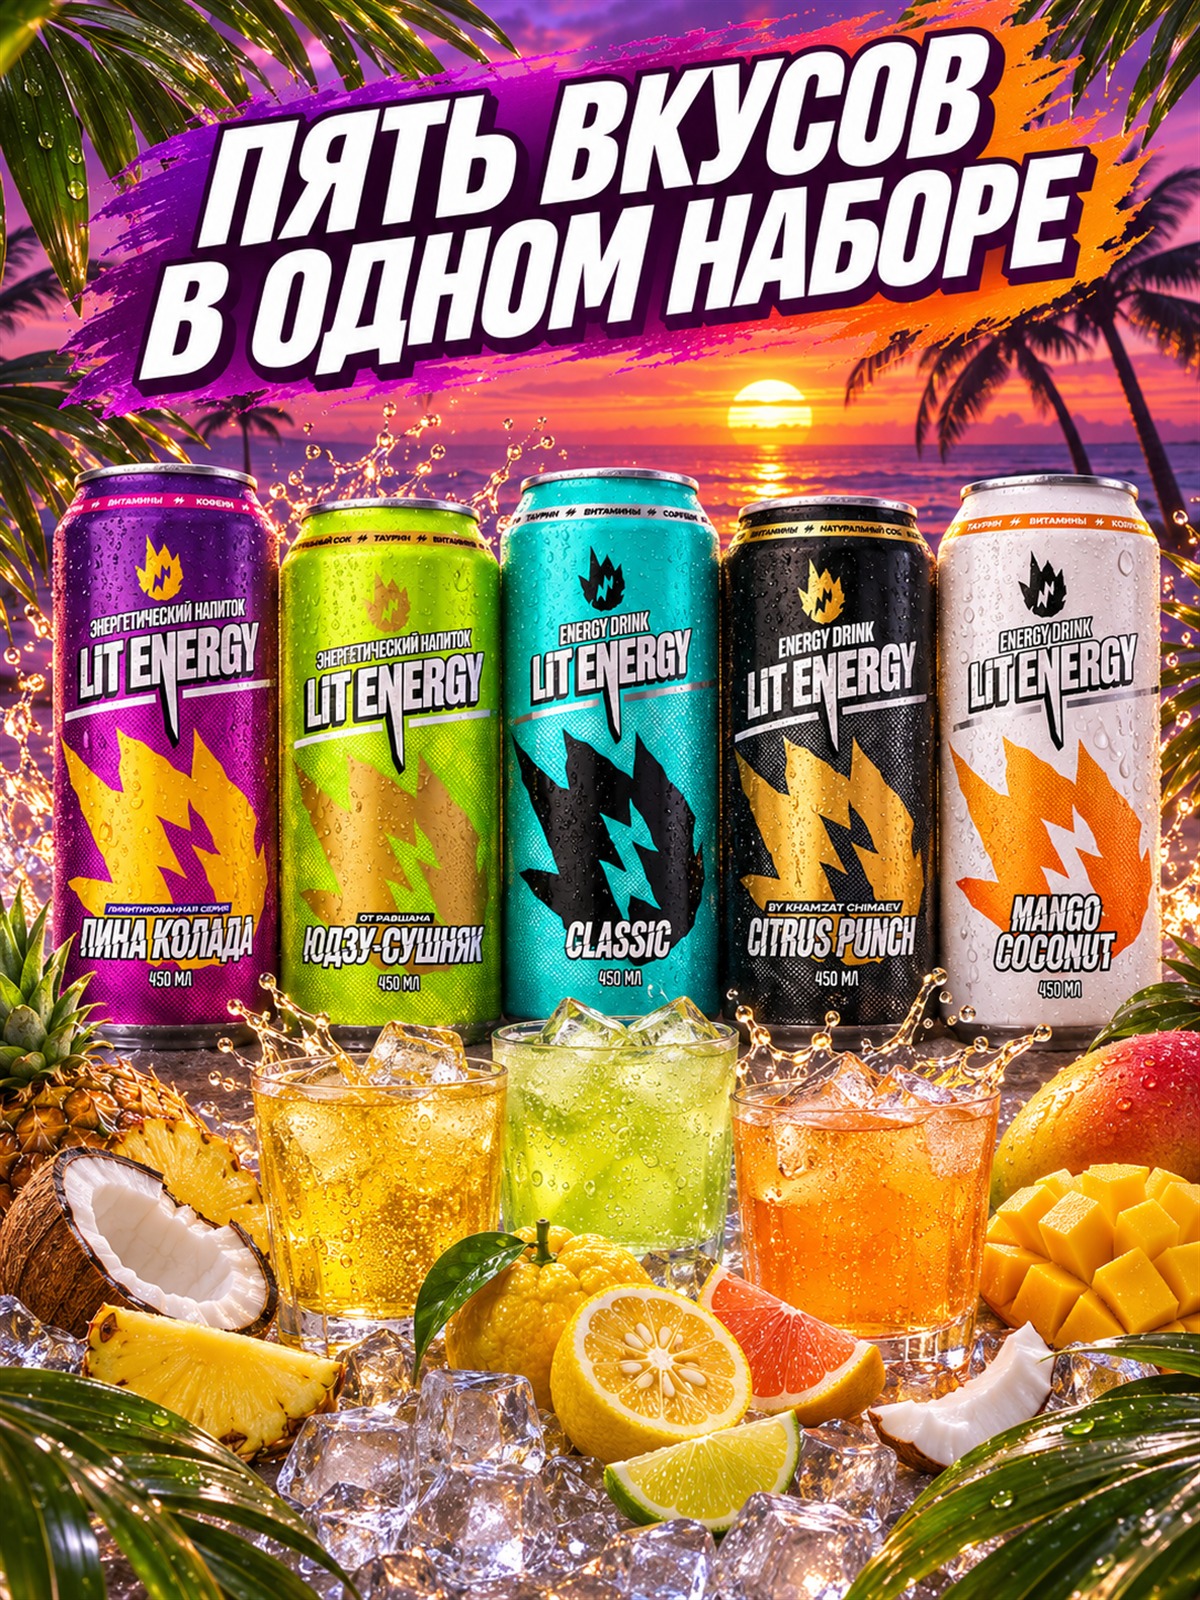 ПЯТЬ ВКУСОВ
В ОДНОМ НАБОРЕ
ВИТАМИНЫ КОФЕИН
ЭНЕРГЕТИЧЕСКИЙ НАПИТОК
LIT ENERGY
ЛИМИТИРОВАННАЯ СЕРИЯ
ПИНА КОЛАДА
450 МЛ
СОК ТАУРИН ВИТАМИН
ЭНЕРГЕТИЧЕСКИЙ НАПИТОК
LIT ENERGY
ОТ РАВШАНА
ЮДЗУ-СУШНЯК
450 МЛ
ТАУРИН ВИТАМИНЫ
ENERGY DRINK
LIT ENERGY
CLASSIC
450 МЛ
ВИТАМИНЫ НАТУРАЛЬНЫЙ СОК
ENERGY DRINK
LIT ENERGY
BY KHAMZAT CHIMAEV
CITRUS PUNCH
450 МЛ
ТАУРИН ВИТАМИНЫ
ENERGY DRINK
LIT ENERGY
MANGO
COCONUT
450 МЛ